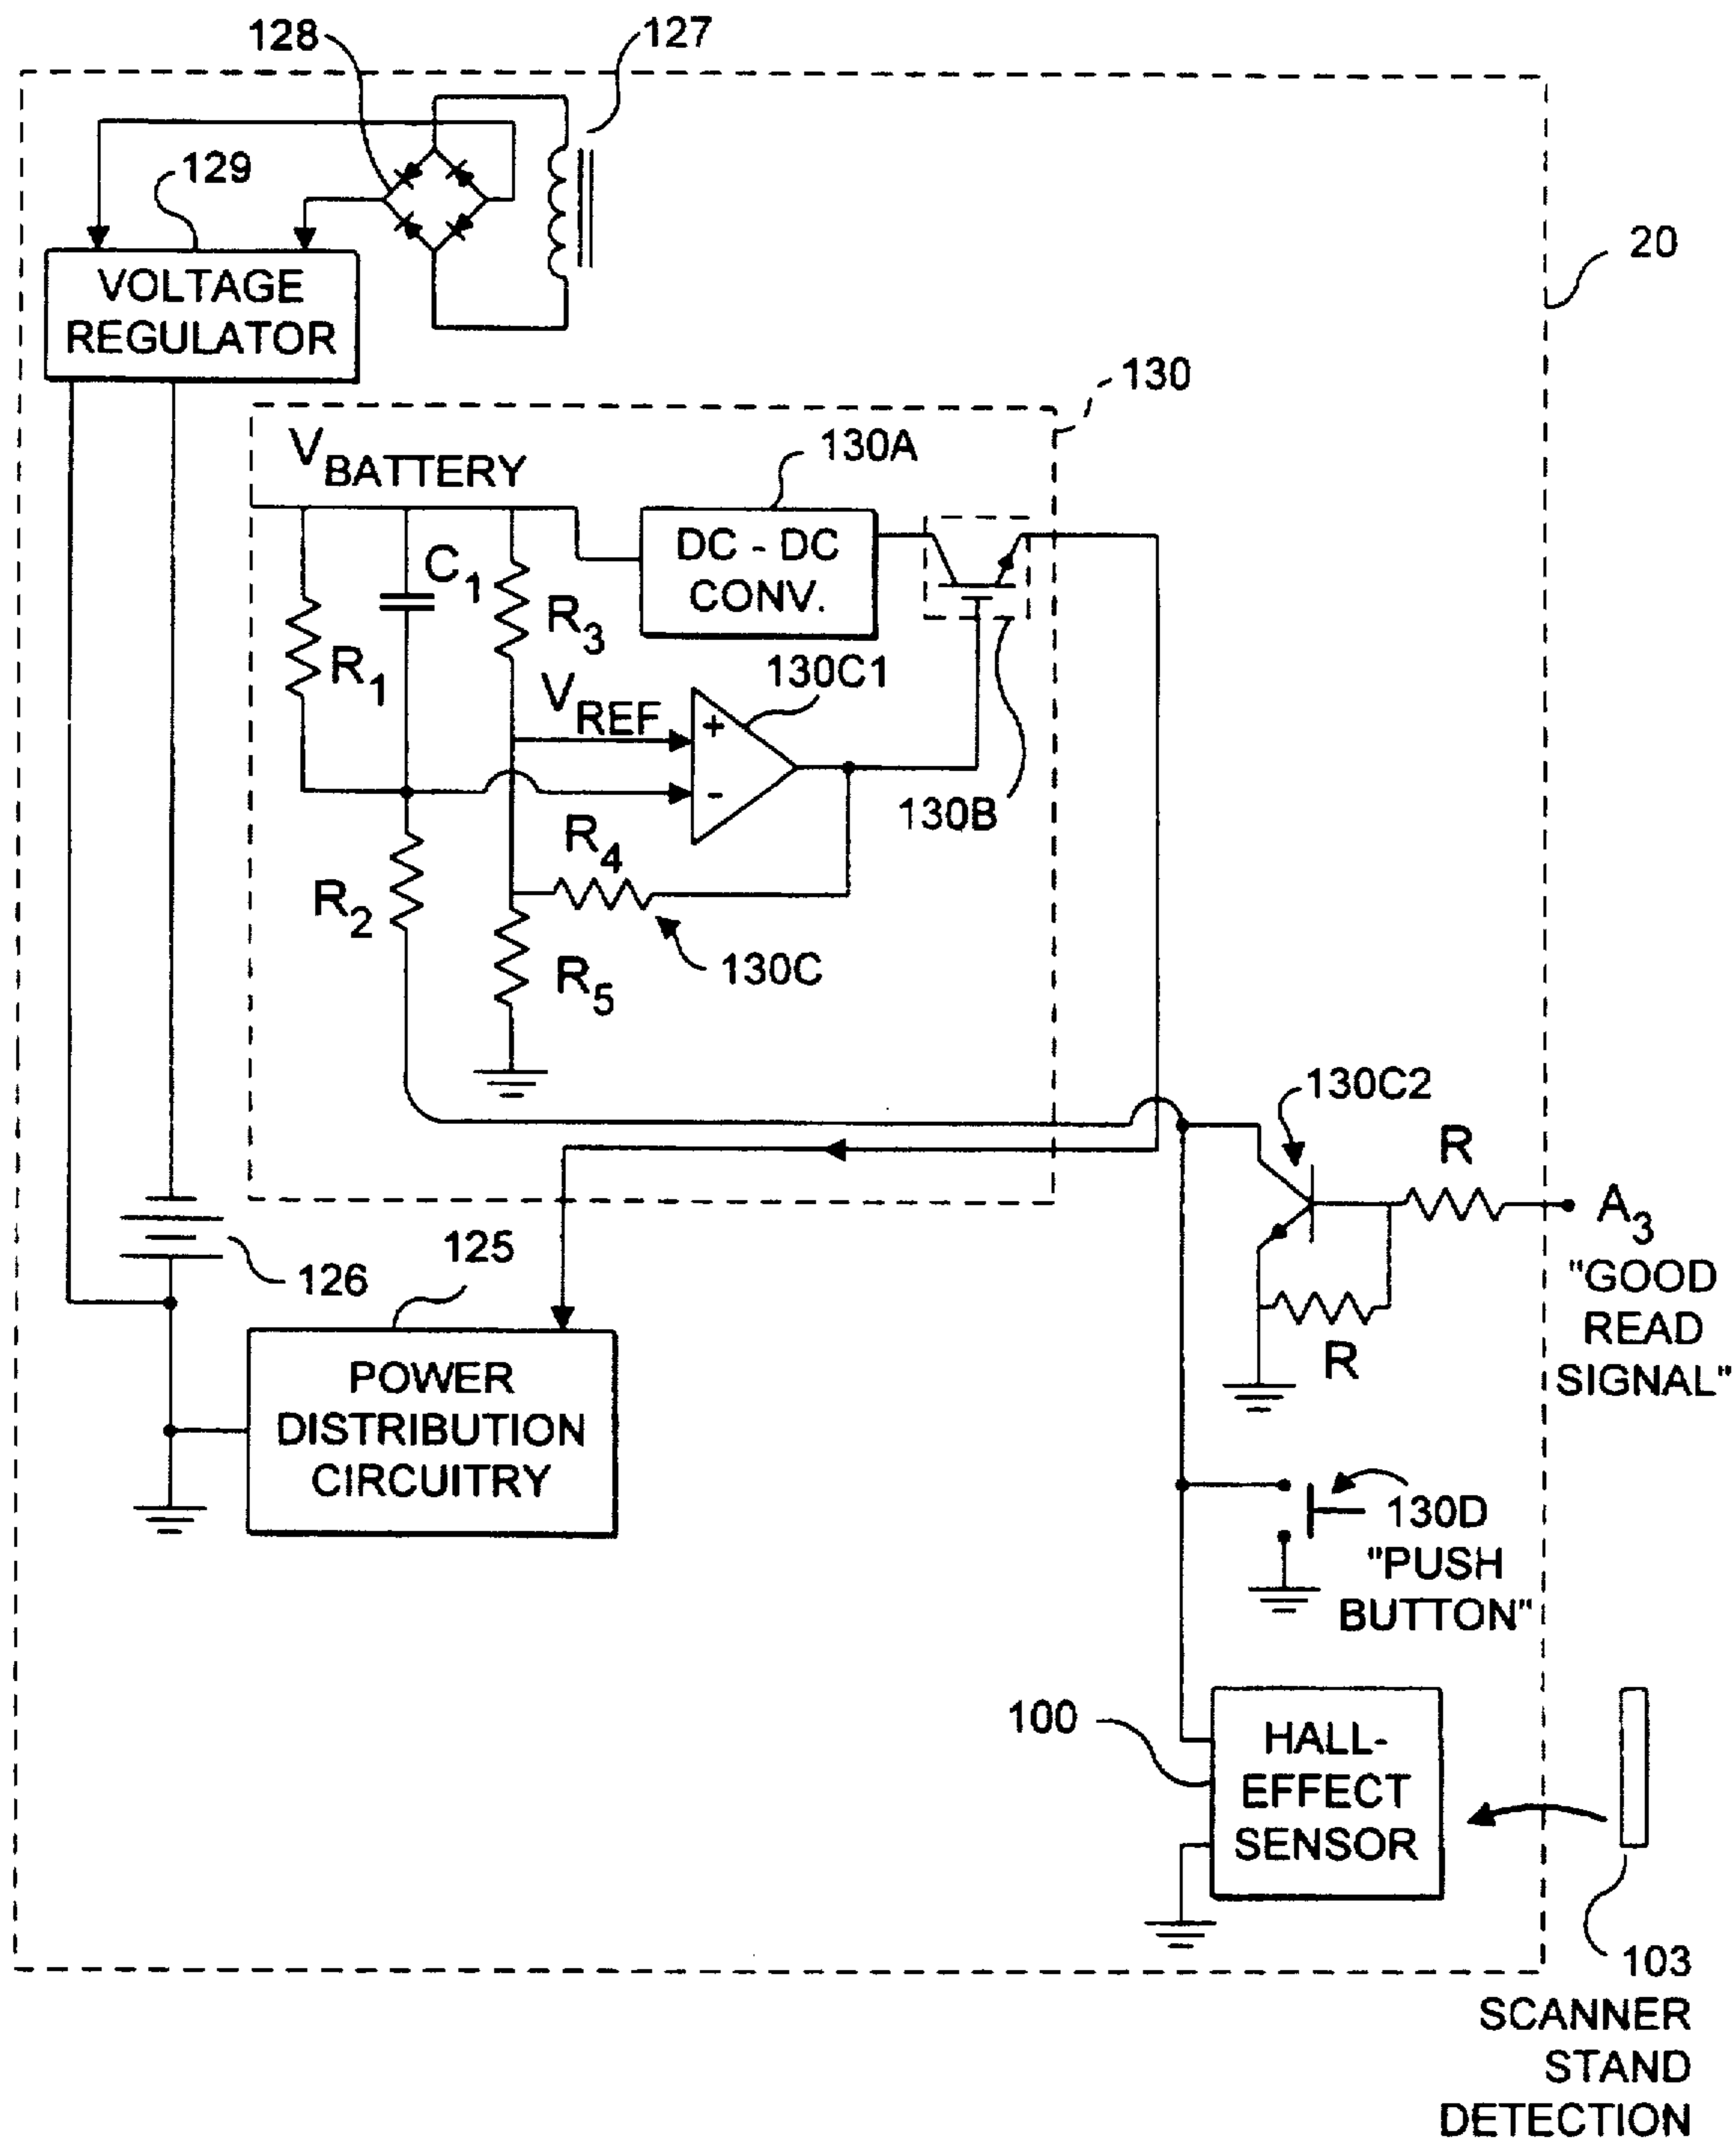 128
127
129
20
VOLTAGE
REGULATOR
130
V BATTERY
130A
DC - DC
CONV.
C1
R3
R1
130C1
VREF
+
-
130B
R4
R2
130C
R5
130C2
R
A3
"GOOD
READ
SIGNAL"
R
126
125
POWER
DISTRIBUTION
CIRCUITRY
130D
"PUSH
BUTTON"
100
HALL-
EFFECT
SENSOR
103
SCANNER
STAND
DETECTION